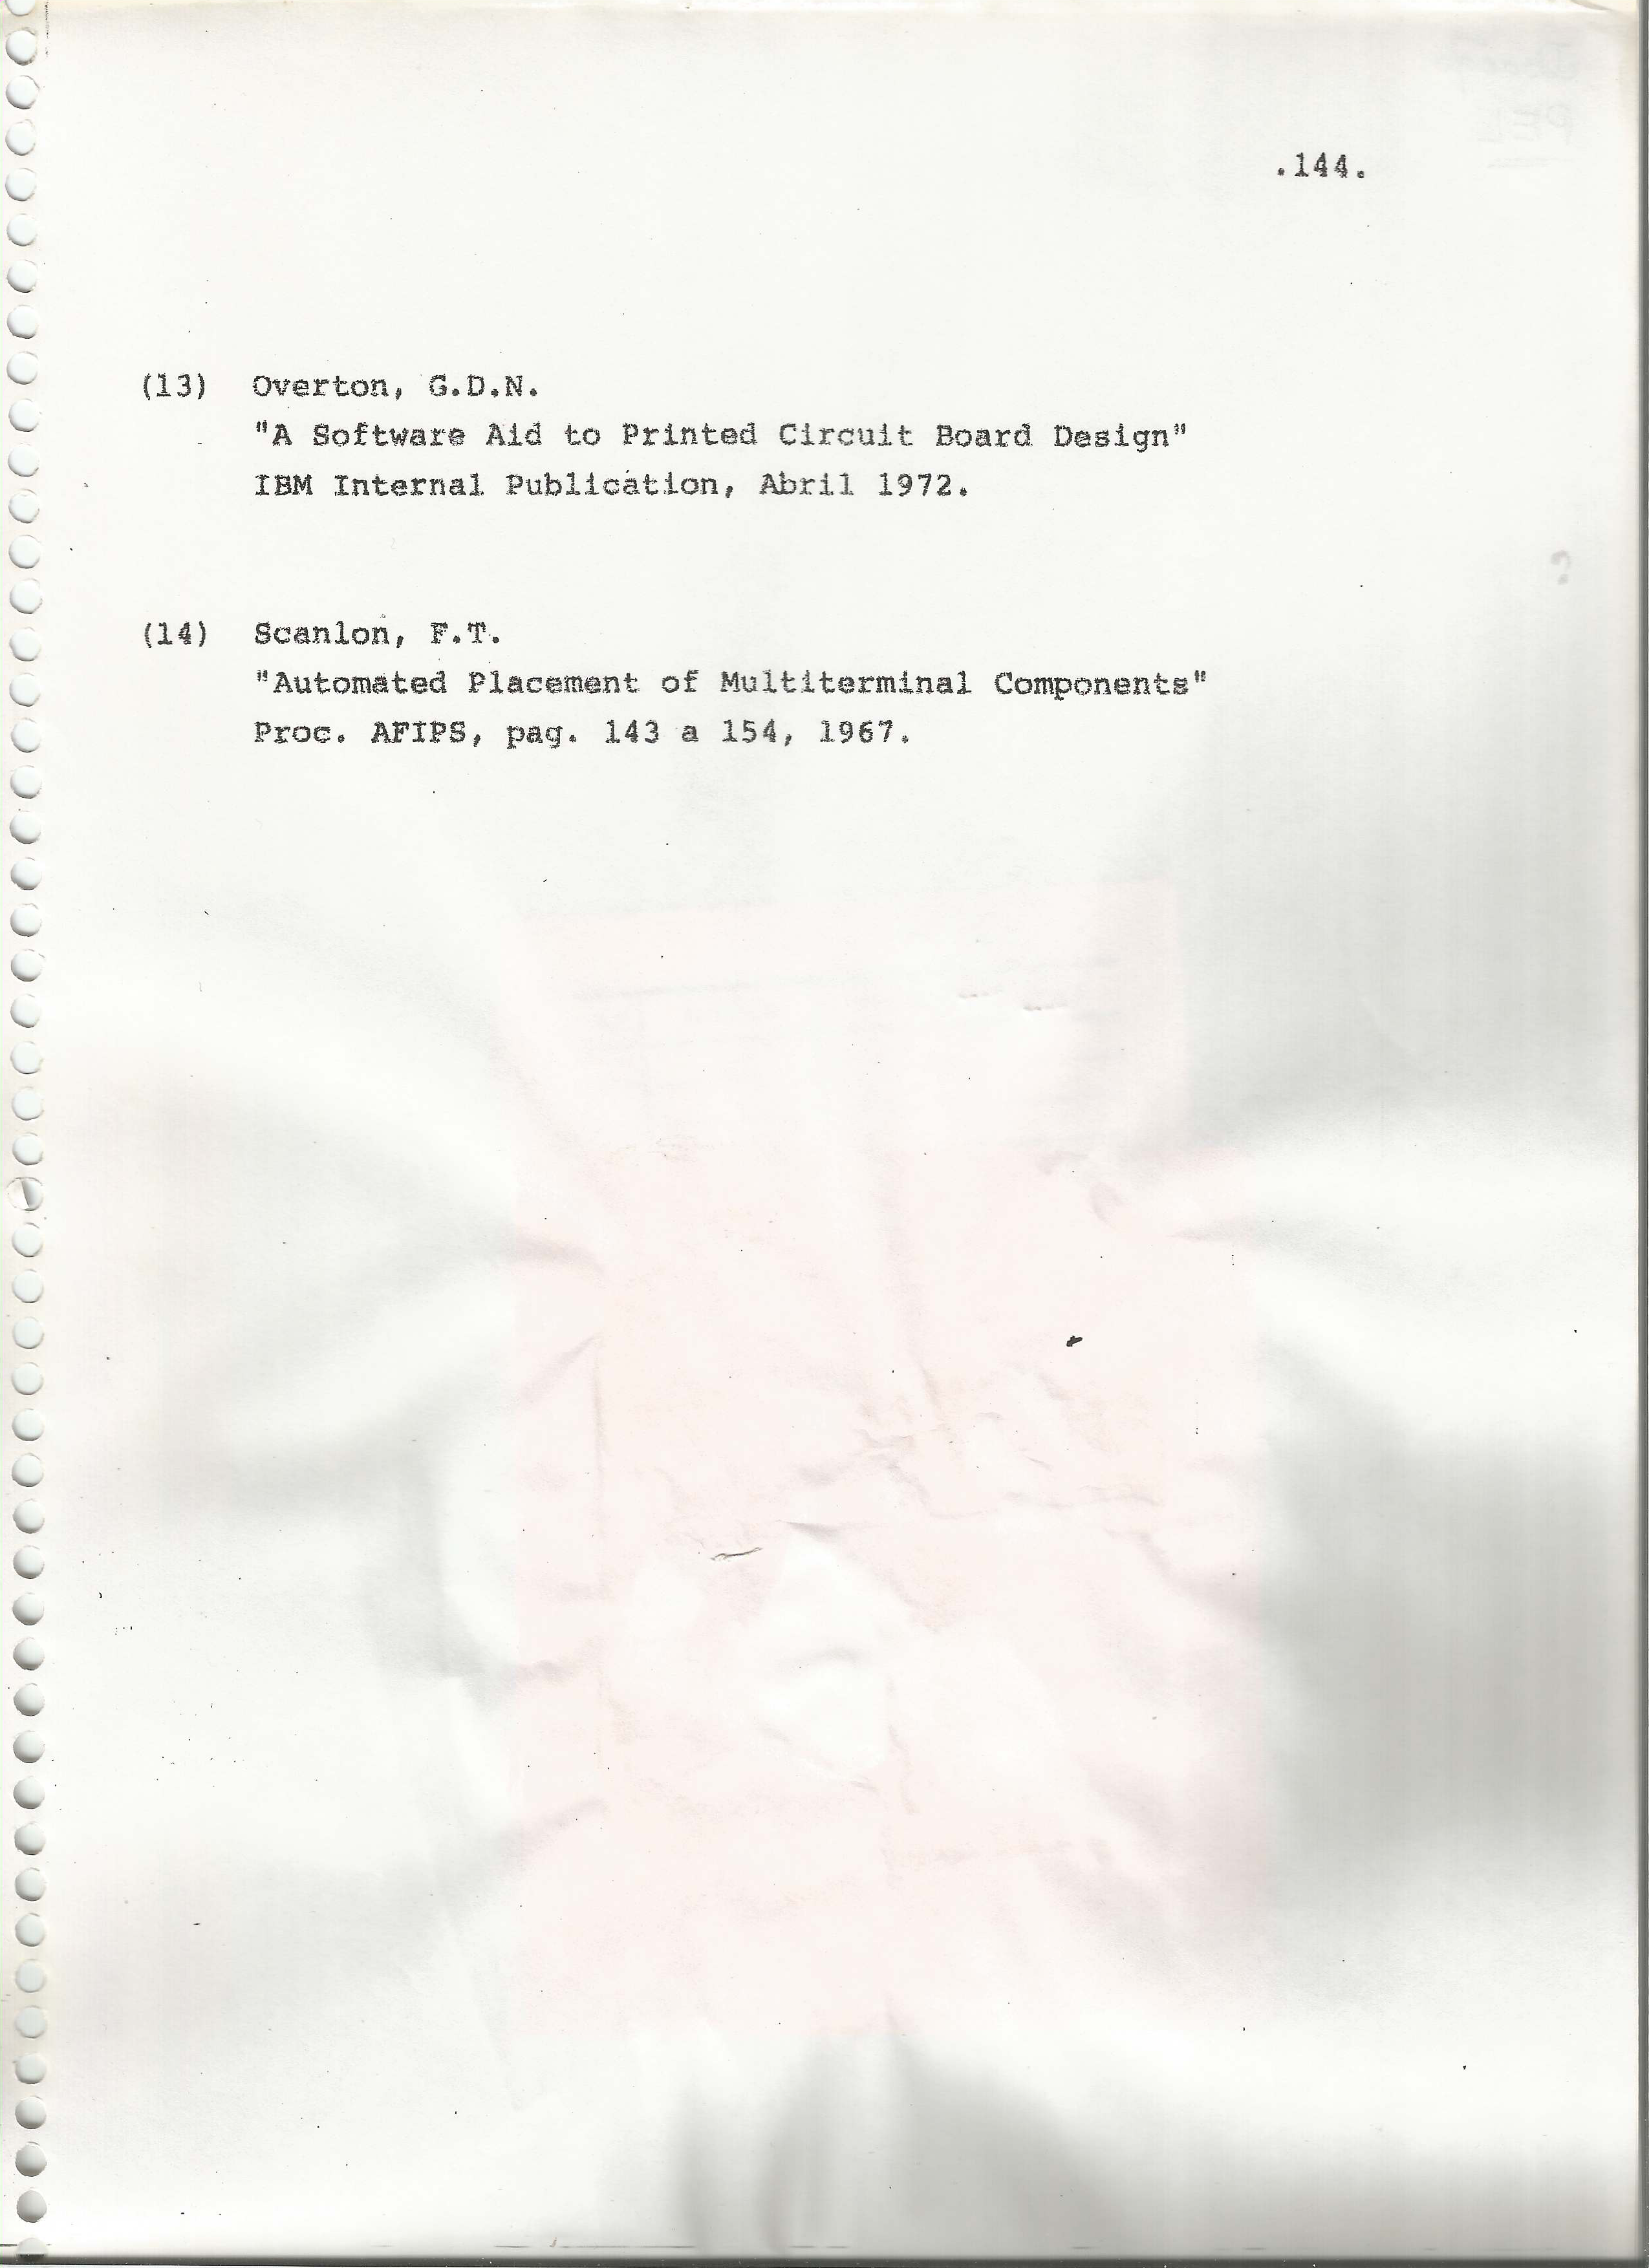 .144.
(13) Overton, G.D.N.
"A Software Aid to Printed Circuit Board Design"
IBM Internal Publication, Abril 1972.
(14) Scanlon, F.T.
"Automated Placement of Multiterminal Components"
Proc. AFIPS, pag. 143 a 154, 1967.